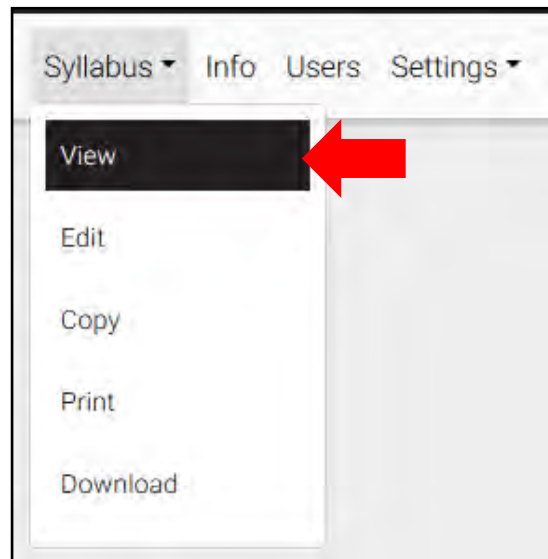 Syllabus Info Users Settings
View
Edit
Copy
Print
Download